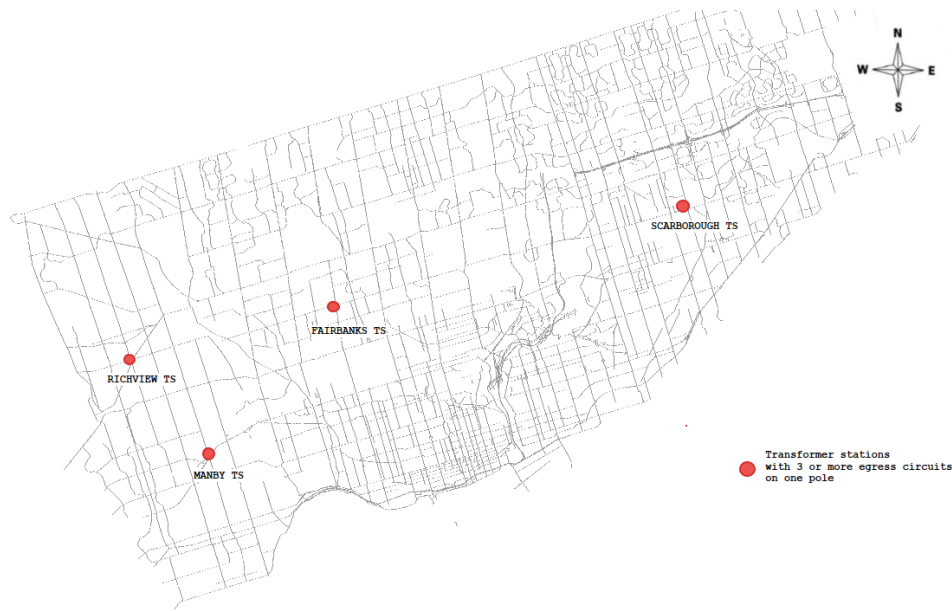 N
W E
S
SCARBOROUGH TS
FAIRBANKS TS
RICHVIEW TS
MANBY TS
Transformer stations
with 3 or more egress circuits
on one pole